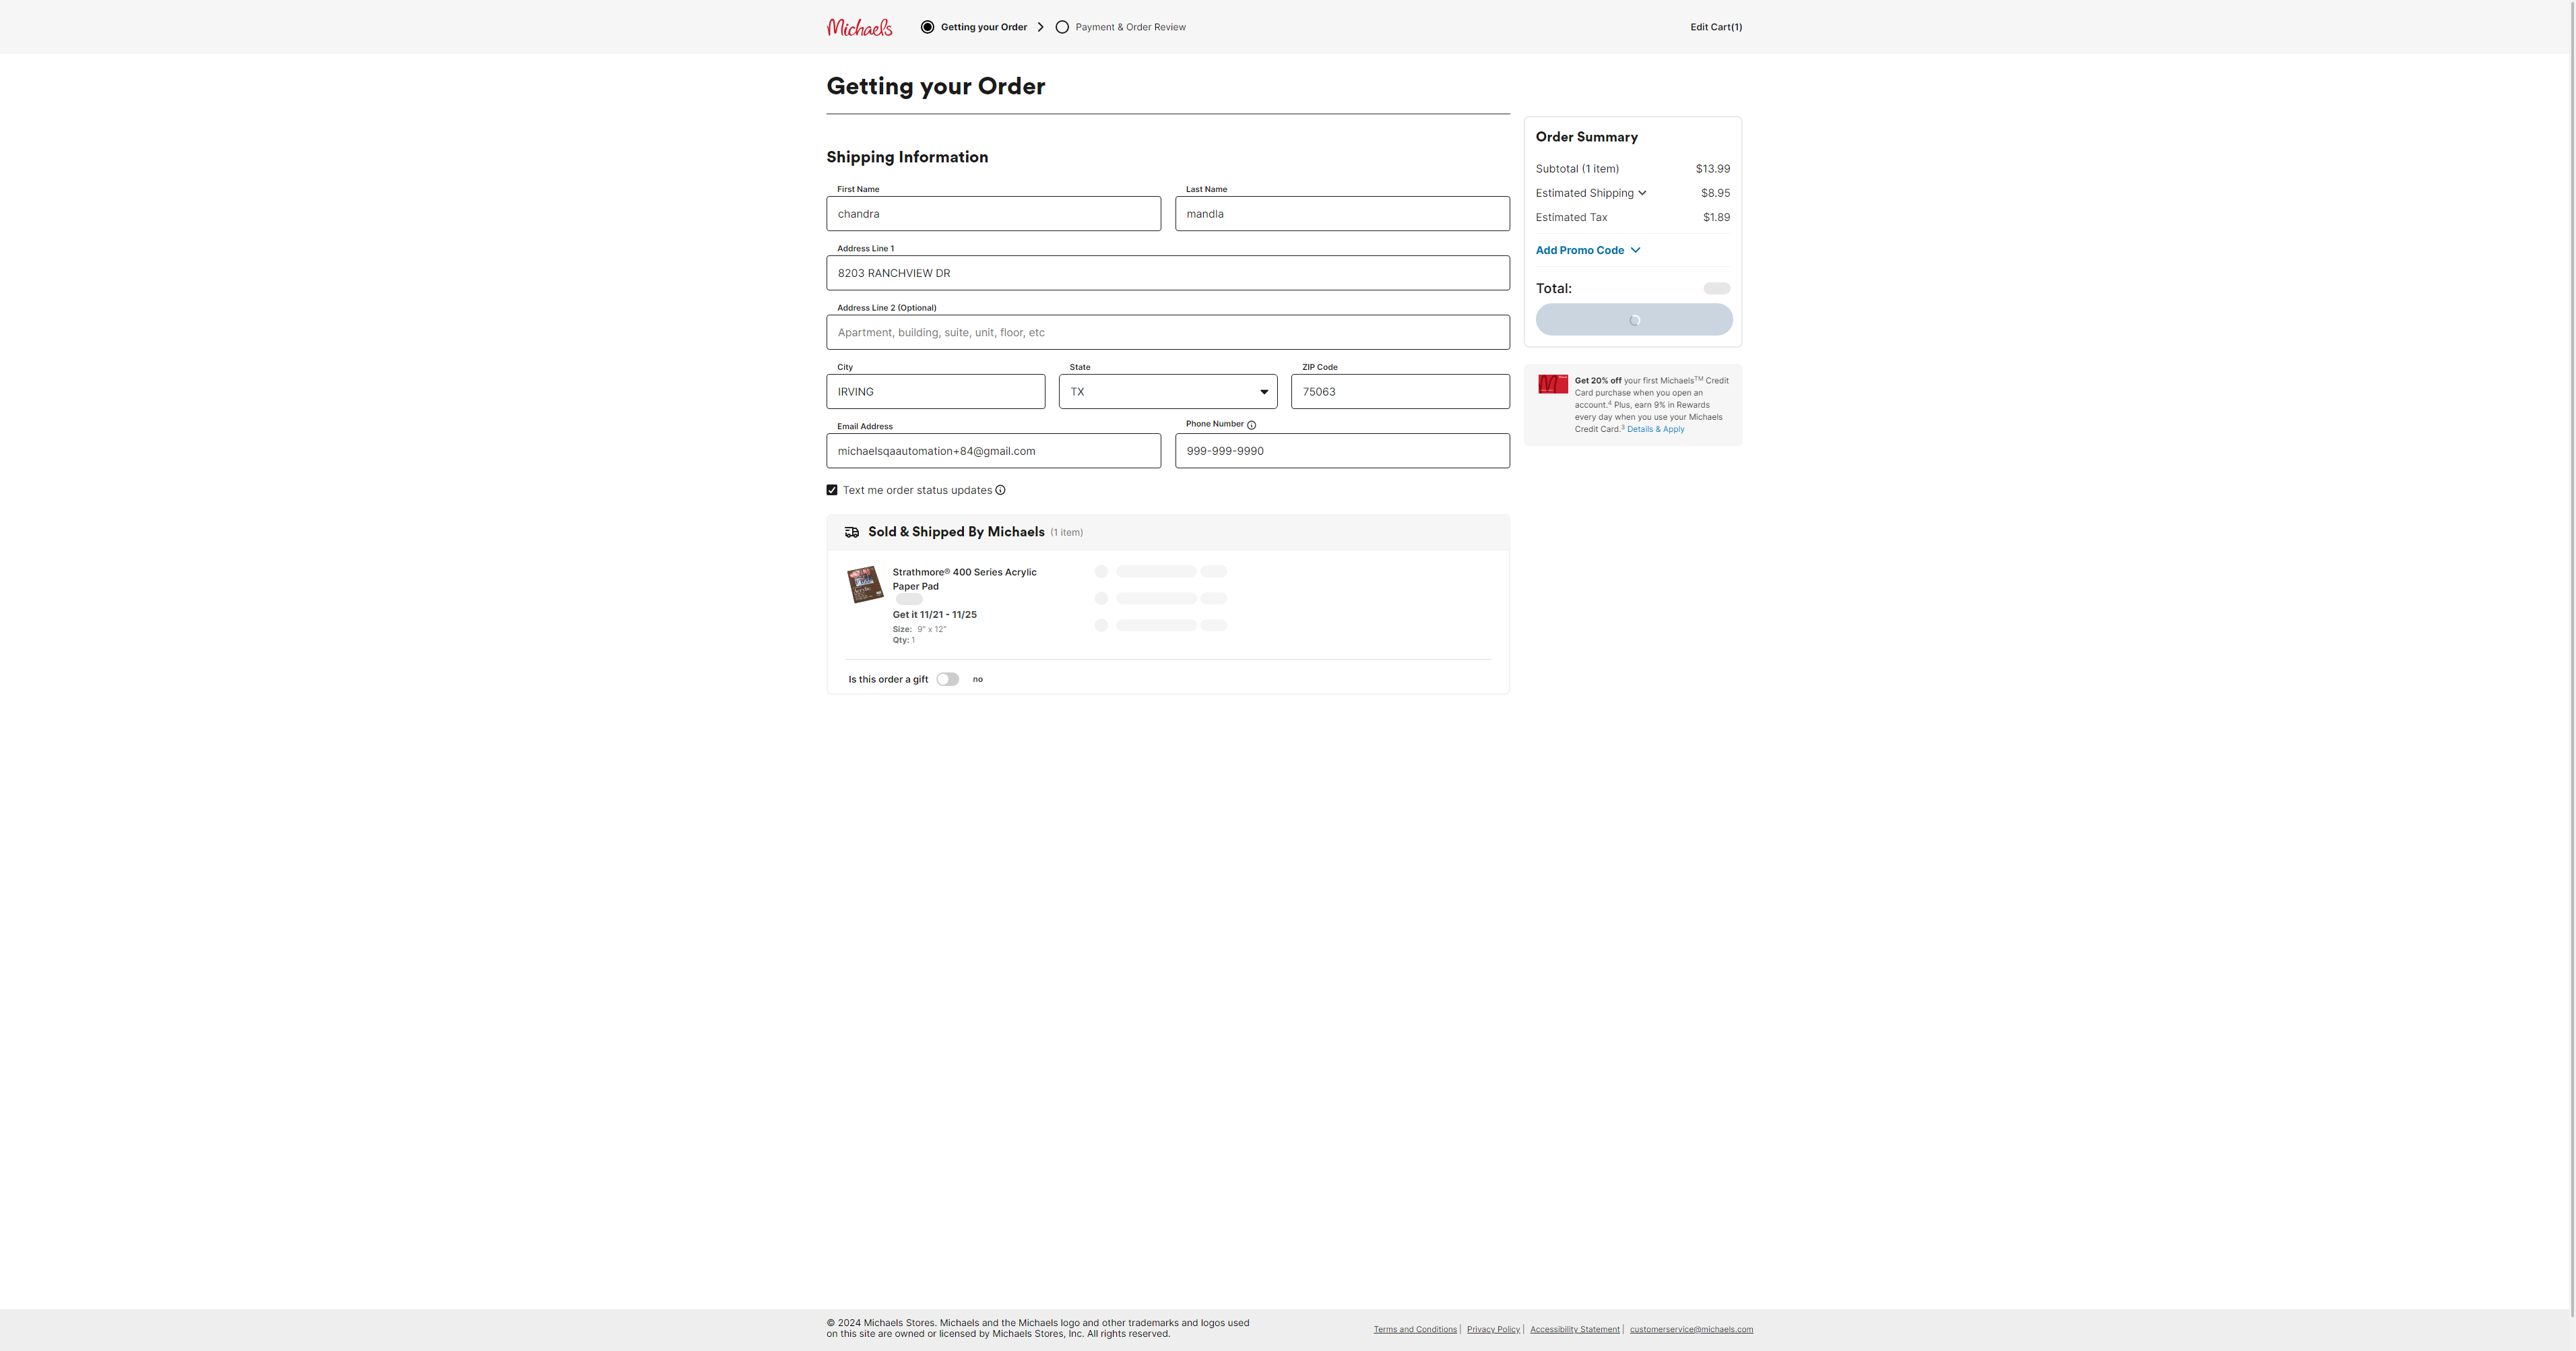 Michaels
Getting your Order
Payment & Order Review
Edit Cart(1)
Getting your Order
Shipping Information
First Name
Last Name
chandra
mandla
Address Line 1
8203 RANCHVIEW DR
Address Line 2 (Optional)
Apartment, building, suite, unit, floor, etc
City
State
ZIP Code
IRVING
TX
75063
Email Address
Phone Number
michaelsqaautomation+84@gmail.com
999-999-9990
Text me order status updates
Sold & Shipped By Michaels (1 item)
Strathmore® 400 Series Acrylic
Paper Pad
Get it 11/21 - 11/25
Size: 9" x 12"
Qty: 1
Is this order a gift no
Order Summary
Subtotal (1 item) $13.99
Estimated Shipping $8.95
Estimated Tax $1.89
Add Promo Code
Total:
Get 20% off your first Michaels™ Credit
Card purchase when you open an
account.⁴ Plus, earn 9% in Rewards
every day when you use your Michaels
Credit Card.³ Details & Apply
© 2024 Michaels Stores. Michaels and the Michaels logo and other trademarks and logos used
on this site are owned or licensed by Michaels Stores, Inc. All rights reserved.
Terms and Conditions | Privacy Policy | Accessibility Statement | customerservice@michaels.com